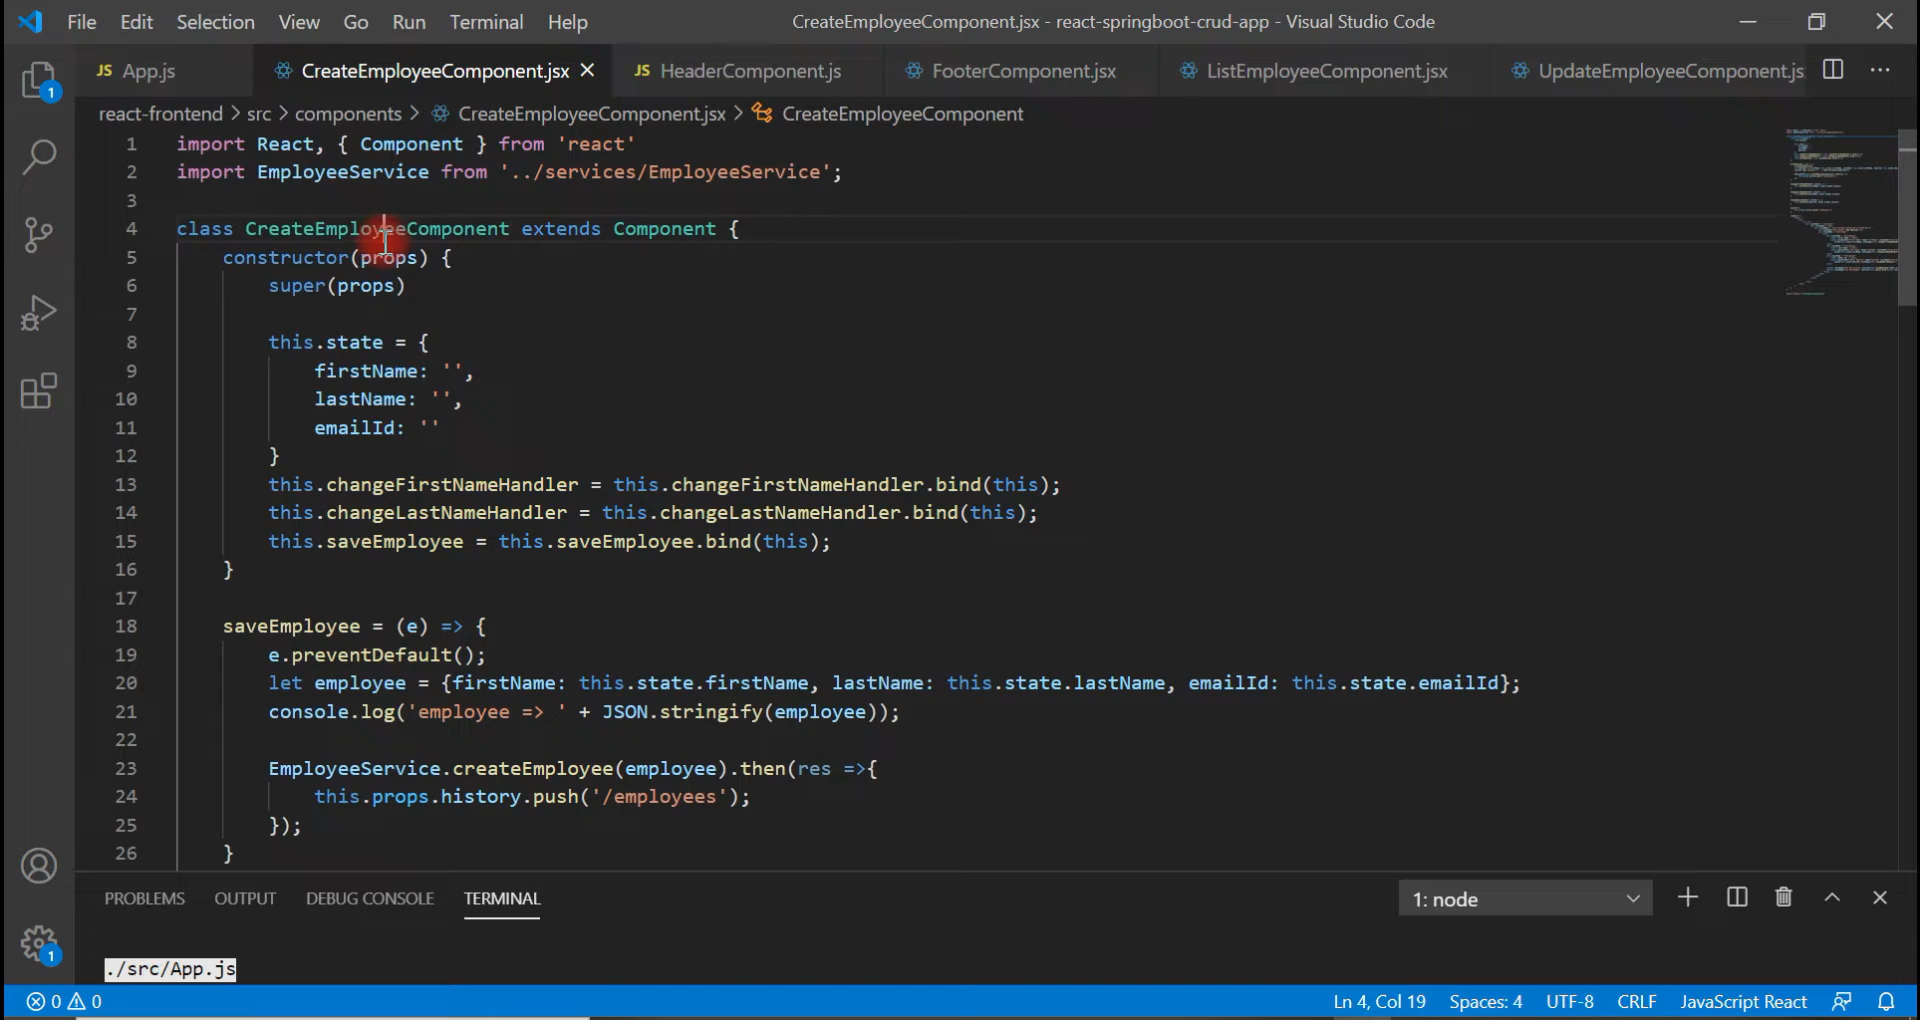 File Edit Selection View Go Run Terminal Help CreateEmployeeComponent.jsx - react-springboot-crud-app - Visual Studio Code
JS App.js CreateEmployeeComponent.jsx JS HeaderComponent.js FooterComponent.jsx ListEmployeeComponent.jsx UpdateEmployeeComponent.js
react-frontend > src > components > CreateEmployeeComponent.jsx > CreateEmployeeComponent
1 import React, { Component } from 'react'
2 import EmployeeService from '../services/EmployeeService';
3
4 class CreateEmployeeComponent extends Component {
5 constructor(props) {
6 super(props)
7
8 this.state = {
9 firstName: '',
10 lastName: '',
11 emailId: ''
12 }
13 this.changeFirstNameHandler = this.changeFirstNameHandler.bind(this);
14 this.changeLastNameHandler = this.changeLastNameHandler.bind(this);
15 this.saveEmployee = this.saveEmployee.bind(this);
16 }
17
18 saveEmployee = (e) => {
19 e.preventDefault();
20 let employee = {firstName: this.state.firstName, lastName: this.state.lastName, emailId: this.state.emailId};
21 console.log('employee => ' + JSON.stringify(employee));
22
23 EmployeeService.createEmployee(employee).then(res =>{
24 this.props.history.push('/employees');
25 });
26 }
PROBLEMS OUTPUT DEBUG CONSOLE TERMINAL 1: node
./src/App.js
0 0 Ln 4, Col 19 Spaces: 4 UTF-8 CRLF JavaScript React
1
1